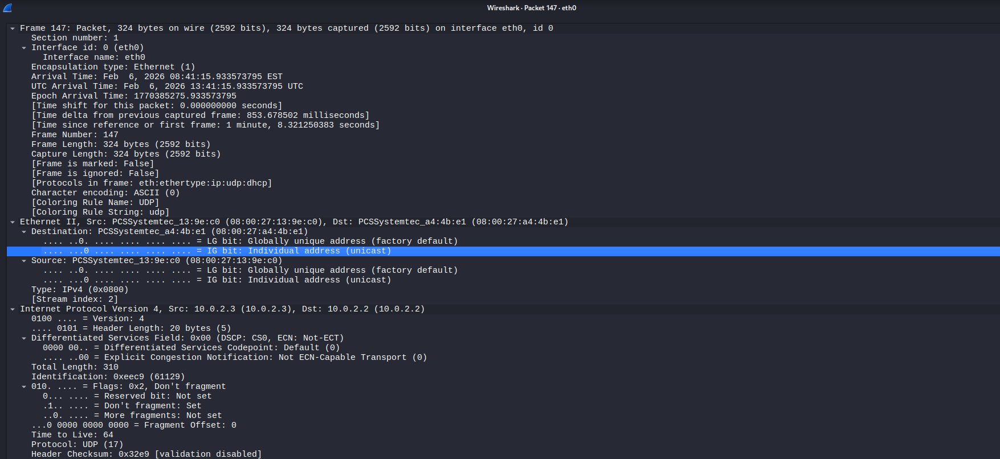 Wireshark · Packet 147 · eth0
Frame 147: Packet, 324 bytes on wire (2592 bits), 324 bytes captured (2592 bits) on interface eth0, id 0
Section number: 1
Interface id: 0 (eth0)
Interface name: eth0
Encapsulation type: Ethernet (1)
Arrival Time: Feb  6, 2026 08:41:15.933573795 EST
UTC Arrival Time: Feb  6, 2026 13:41:15.933573795 UTC
Epoch Arrival Time: 1770385275.933573795
[Time shift for this packet: 0.000000000 seconds]
[Time delta from previous captured frame: 853.678502 milliseconds]
[Time since reference or first frame: 1 minute, 8.321250383 seconds]
Frame Number: 147
Frame Length: 324 bytes (2592 bits)
Capture Length: 324 bytes (2592 bits)
[Frame is marked: False]
[Frame is ignored: False]
[Protocols in frame: eth:ethertype:ip:udp:dhcp]
Character encoding: ASCII (0)
[Coloring Rule Name: UDP]
[Coloring Rule String: udp]
Ethernet II, Src: PCSSystemtec_13:9e:c0 (08:00:27:13:9e:c0), Dst: PCSSystemtec_a4:4b:e1 (08:00:27:a4:4b:e1)
Destination: PCSSystemtec_a4:4b:e1 (08:00:27:a4:4b:e1)
.... ..0. .... .... .... .... = LG bit: Globally unique address (factory default)
.... ...0 .... .... .... .... = IG bit: Individual address (unicast)
Source: PCSSystemtec_13:9e:c0 (08:00:27:13:9e:c0)
.... ..0. .... .... .... .... = LG bit: Globally unique address (factory default)
.... ...0 .... .... .... .... = IG bit: Individual address (unicast)
Type: IPv4 (0x0800)
[Stream index: 2]
Internet Protocol Version 4, Src: 10.0.2.3 (10.0.2.3), Dst: 10.0.2.2 (10.0.2.2)
0100 .... = Version: 4
.... 0101 = Header Length: 20 bytes (5)
Differentiated Services Field: 0x00 (DSCP: CS0, ECN: Not-ECT)
0000 00.. = Differentiated Services Codepoint: Default (0)
.... ..00 = Explicit Congestion Notification: Not ECN-Capable Transport (0)
Total Length: 310
Identification: 0xeec9 (61129)
010. .... = Flags: 0x2, Don't fragment
0... .... = Reserved bit: Not set
.1.. .... = Don't fragment: Set
..0. .... = More fragments: Not set
...0 0000 0000 0000 = Fragment Offset: 0
Time to Live: 64
Protocol: UDP (17)
Header Checksum: 0x32e9 [validation disabled]